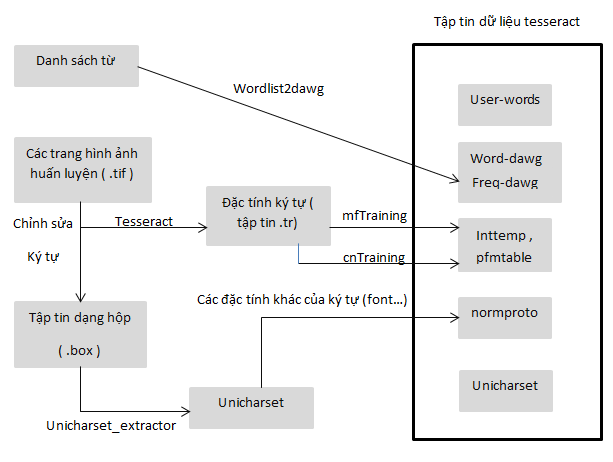 Tập tin dữ liệu tesseract
Danh sách từ
Wordlist2dawg
User-words
Các trang hình ảnh
huấn luyện ( .tif )
Word-dawg
Freq-dawg
Chỉnh sửa
Ký tự
Tesseract
Đặc tính ký tự (
tập tin .tr)
mfTraining
cnTraining
Inttemp ,
pfmtable
Các đặc tính khác của ký tự (font...)
normproto
Tập tin dạng hộp
( .box )
Unicharset_extractor
Unicharset
Unicharset